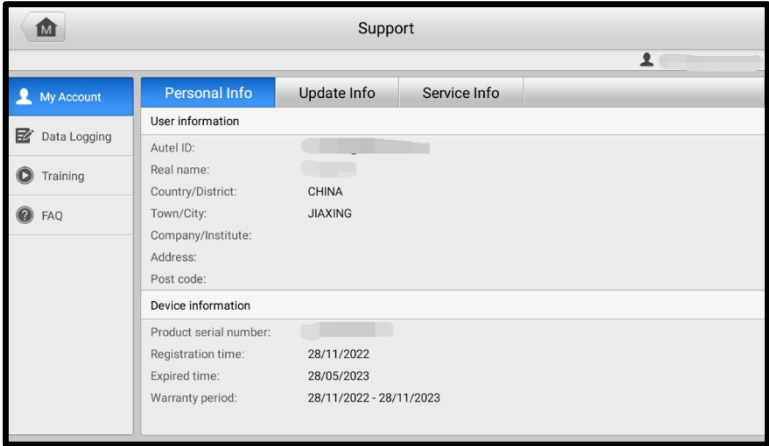 M
Support
My Account
Data Logging
Training
? FAQ
Personal Info Update Info Service Info
User information
Autel ID:
Real name:
Country/District: CHINA
Town/City: JIAXING
Company/Institute:
Address:
Post code:
Device information
Product serial number:
Registration time: 28/11/2022
Expired time: 28/05/2023
Warranty period: 28/11/2022 - 28/11/2023